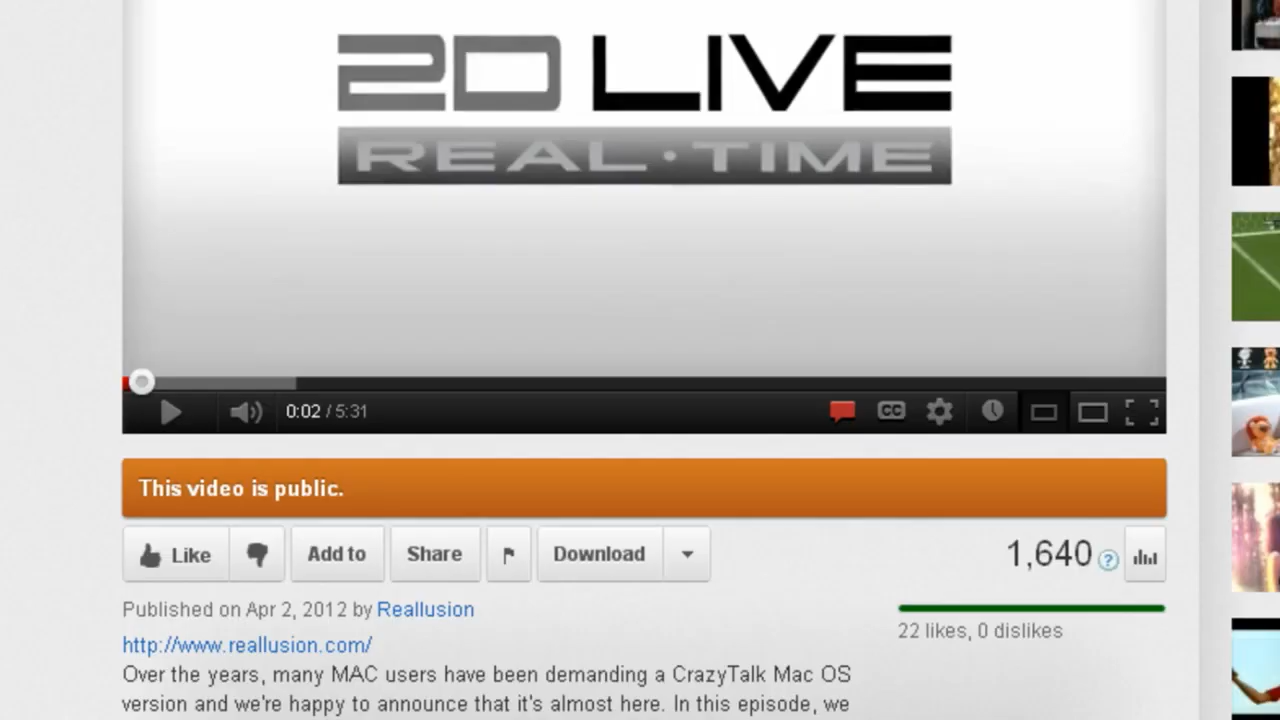 2D LIVE
REAL·TIME
0:02 / 5:31
CC
This video is public.
Like
Add to
Share
Download
1,640
?
Published on Apr 2, 2012 by Reallusion
22 likes, 0 dislikes
http://www.reallusion.com/
Over the years, many MAC users have been demanding a CrazyTalk Mac OS
version and we're happy to announce that it's almost here. In this episode, we